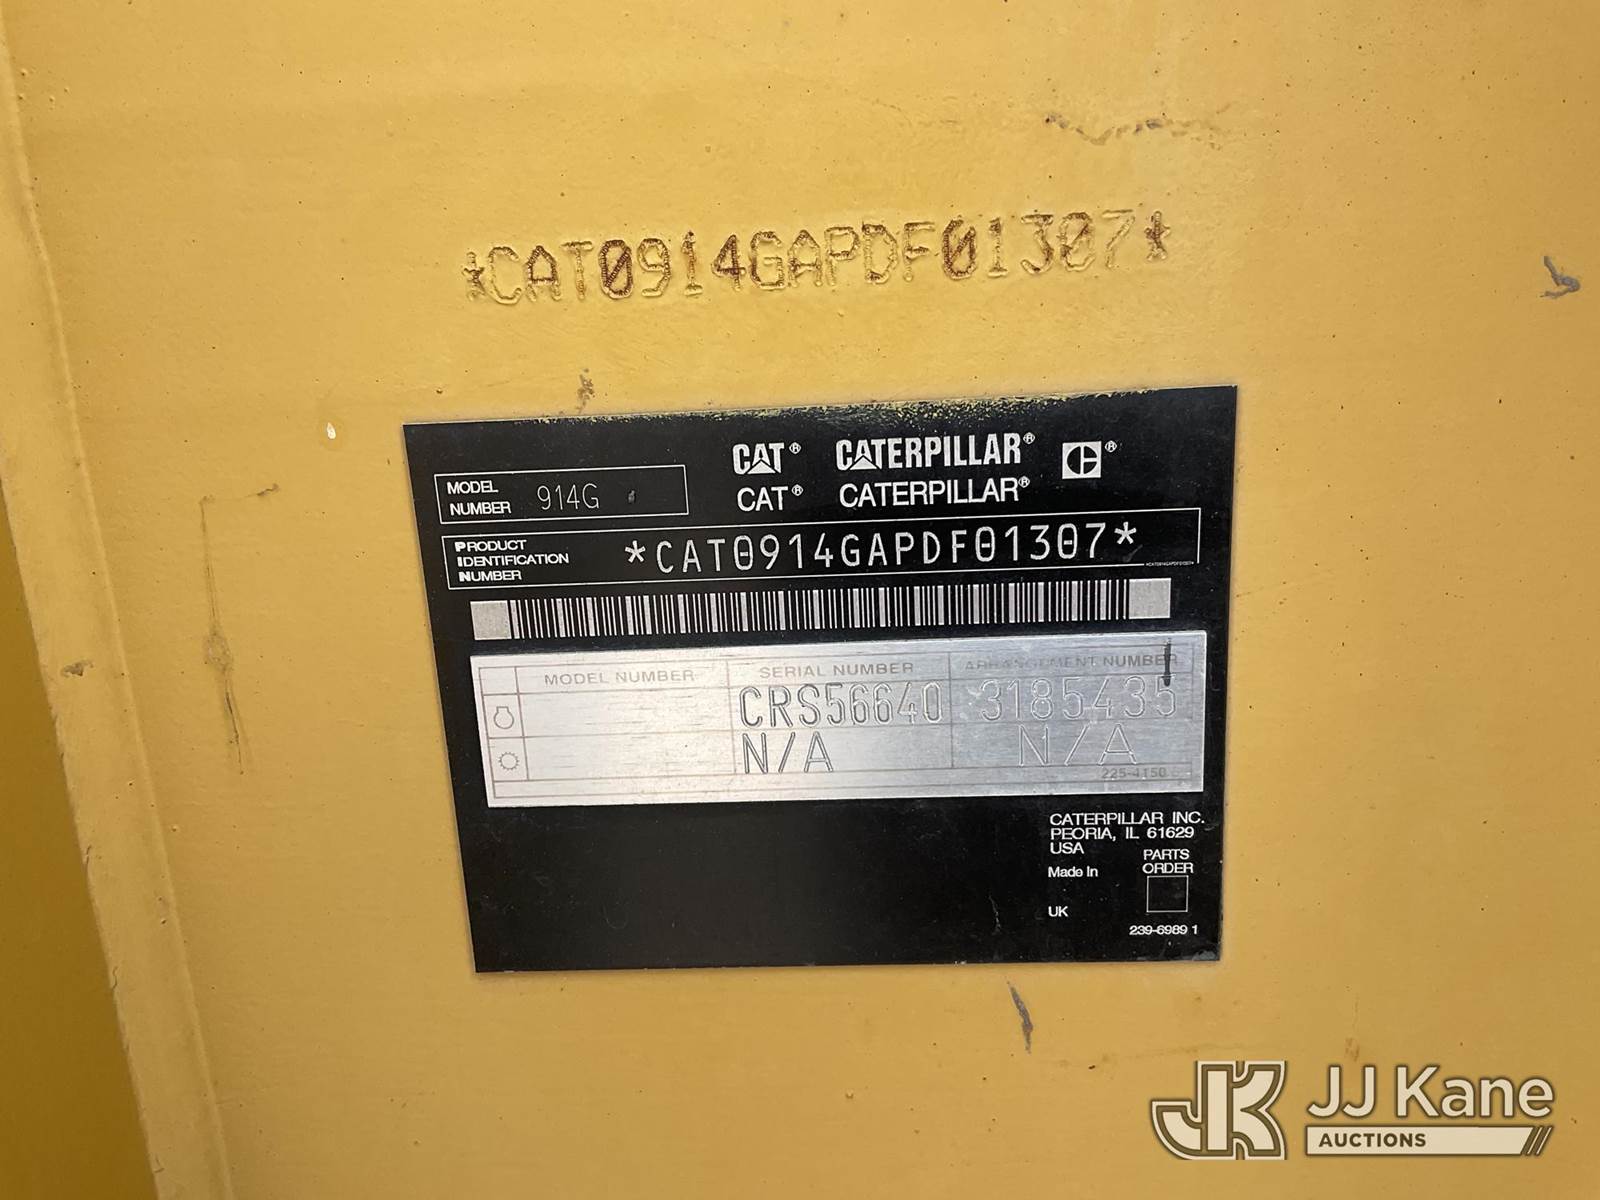 *CAT0914GAPDF01307*
CAT® CATERPILLAR® ®
CAT® CATERPILLAR®
MODEL NUMBER 914G
PRODUCT IDENTIFICATION NUMBER *CAT0914GAPDF01307*
*CAT0914GAPDF01307*
MODEL NUMBER SERIAL NUMBER ARRANGEMENT NUMBER
CRS56640 3185435
N/A N/A
225-4150
CATERPILLAR INC.
PEORIA, IL 61629
USA
Made In
UK
PARTS
ORDER
239-6989 1
JJ Kane
AUCTIONS